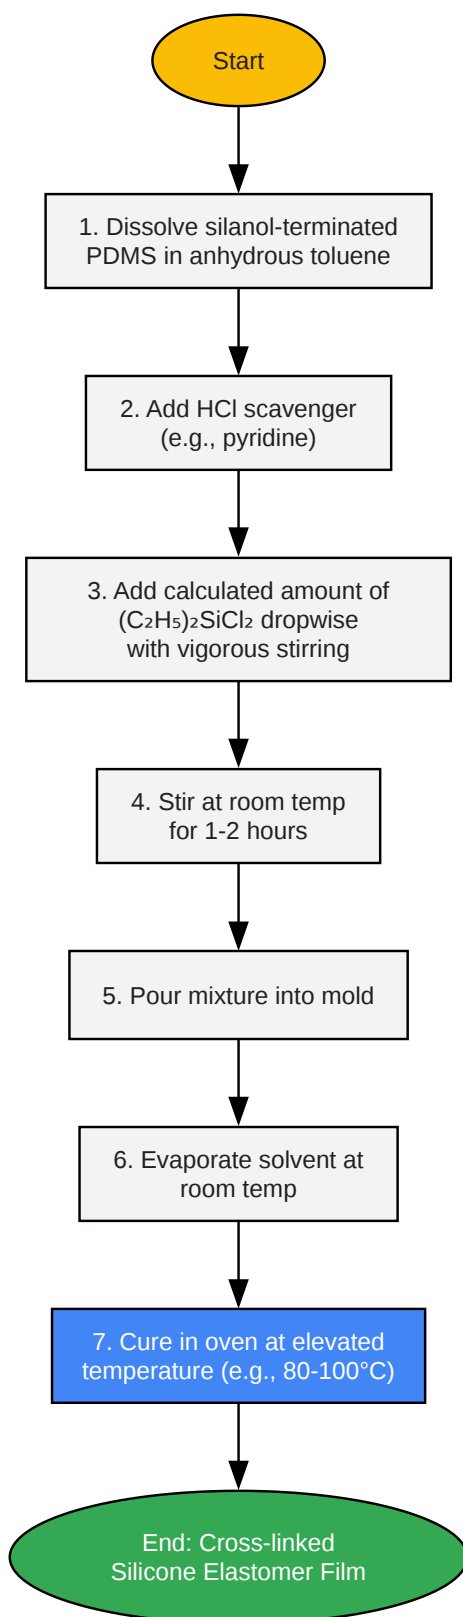 Start
1. Dissolve silanol-terminated
PDMS in anhydrous toluene
2. Add HCl scavenger
(e.g., pyridine)
3. Add calculated amount of
(C₂H₅)₂SiCl₂ dropwise
with vigorous stirring
4. Stir at room temp
for 1-2 hours
5. Pour mixture into mold
6. Evaporate solvent at
room temp
7. Cure in oven at elevated
temperature (e.g., 80-100°C)
End: Cross-linked
Silicone Elastomer Film